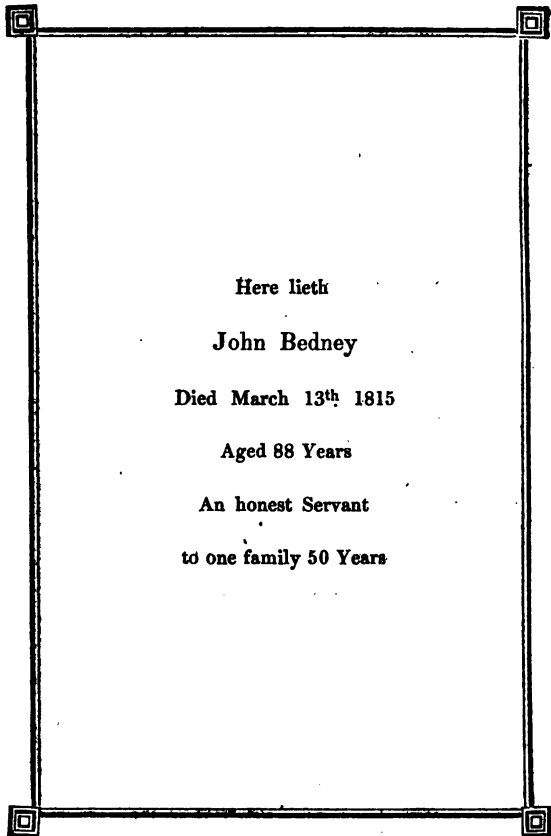 Here lieth
John Bedney
Died March 13th 1815
Aged 88 Years
An honest Servant
to one family 50 Years